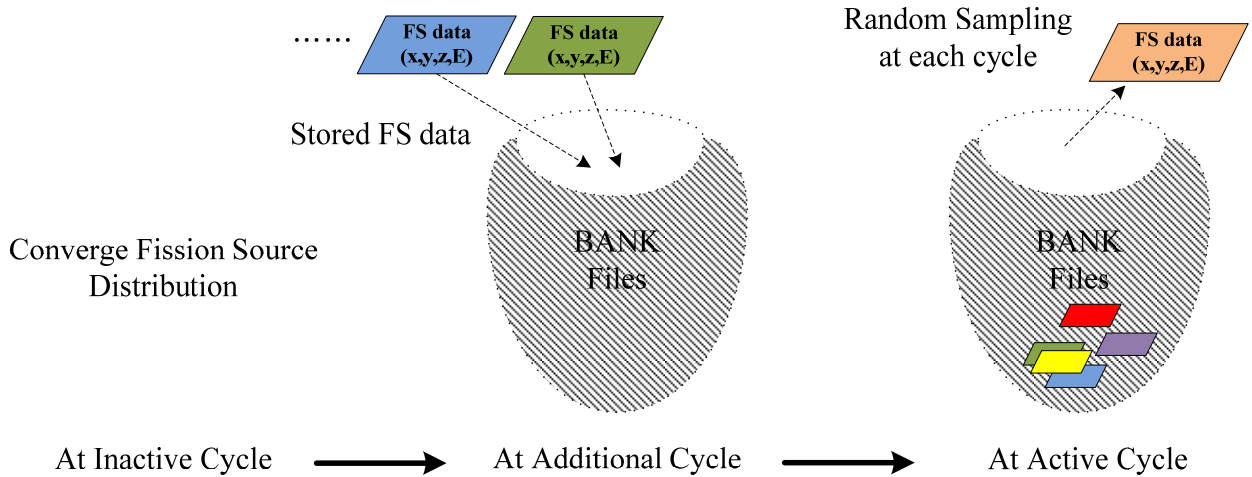 ……
FS data
(x,y,z,E)
FS data
(x,y,z,E)
Stored FS data
Random Sampling
at each cycle
FS data
(x,y,z,E)
Converge Fission Source
Distribution
BANK
Files
BANK
Files
At Inactive Cycle
At Additional Cycle
At Active Cycle